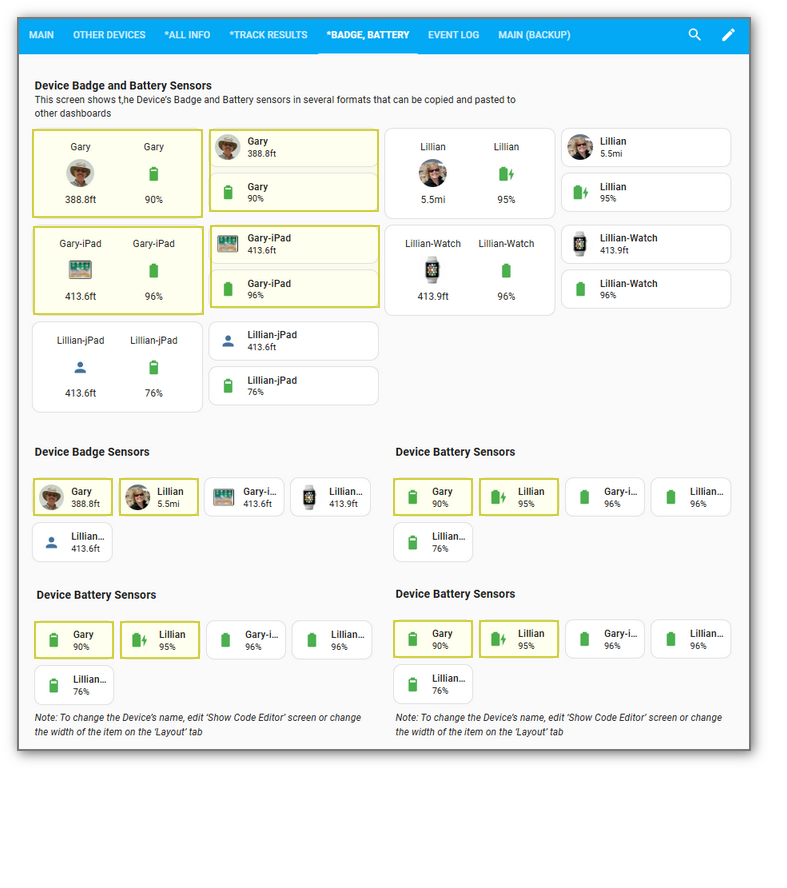 MAIN OTHER DEVICES *ALL INFO *TRACK RESULTS *BADGE, BATTERY EVENT LOG MAIN (BACKUP)
Device Badge and Battery Sensors
This screen shows t,he Device's Badge and Battery sensors in several formats that can be copied and pasted to
other dashboards
Gary Gary
388.8ft 90%
Gary
388.8ft
Gary
90%
Lillian Lillian
5.5mi 95%
Lillian
5.5mi
Lillian
95%
Gary-iPad Gary-iPad
413.6ft 96%
Gary-iPad
413.6ft
Gary-iPad
96%
Lillian-Watch Lillian-Watch
413.9ft 96%
Lillian-Watch
413.9ft
Lillian-Watch
96%
Lillian-jPad Lillian-jPad
413.6ft 76%
Lillian-jPad
413.6ft
Lillian-jPad
76%
Device Badge Sensors
Gary Lillian Gary-i... Lillian...
388.8ft 5.5mi 413.6ft 413.9ft
Lillian...
413.6ft
Device Battery Sensors
Gary Lillian Gary-i... Lillian...
90% 95% 96% 96%
Lillian...
76%
Device Battery Sensors
Gary Lillian Gary-i... Lillian...
90% 95% 96% 96%
Lillian...
76%
Note: To change the Device's name, edit 'Show Code Editor' screen or change
the width of the item on the 'Layout' tab
Device Battery Sensors
Gary Lillian Gary-i... Lillian...
90% 95% 96% 96%
Lillian...
76%
Note: To change the Device's name, edit 'Show Code Editor' screen or change
the width of the item on the 'Layout' tab